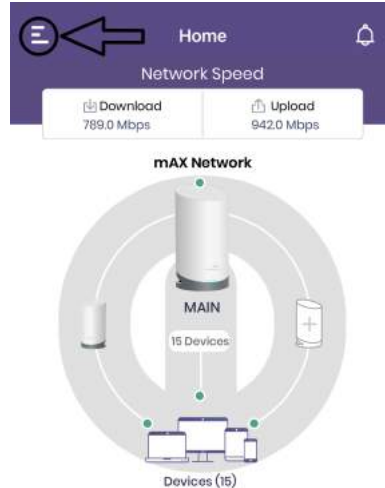 Home
Network Speed
Download
Upload
789.0 Mbps
942.0 Mbps
mAX Network
MAIN
15 Devices
Devices (15)